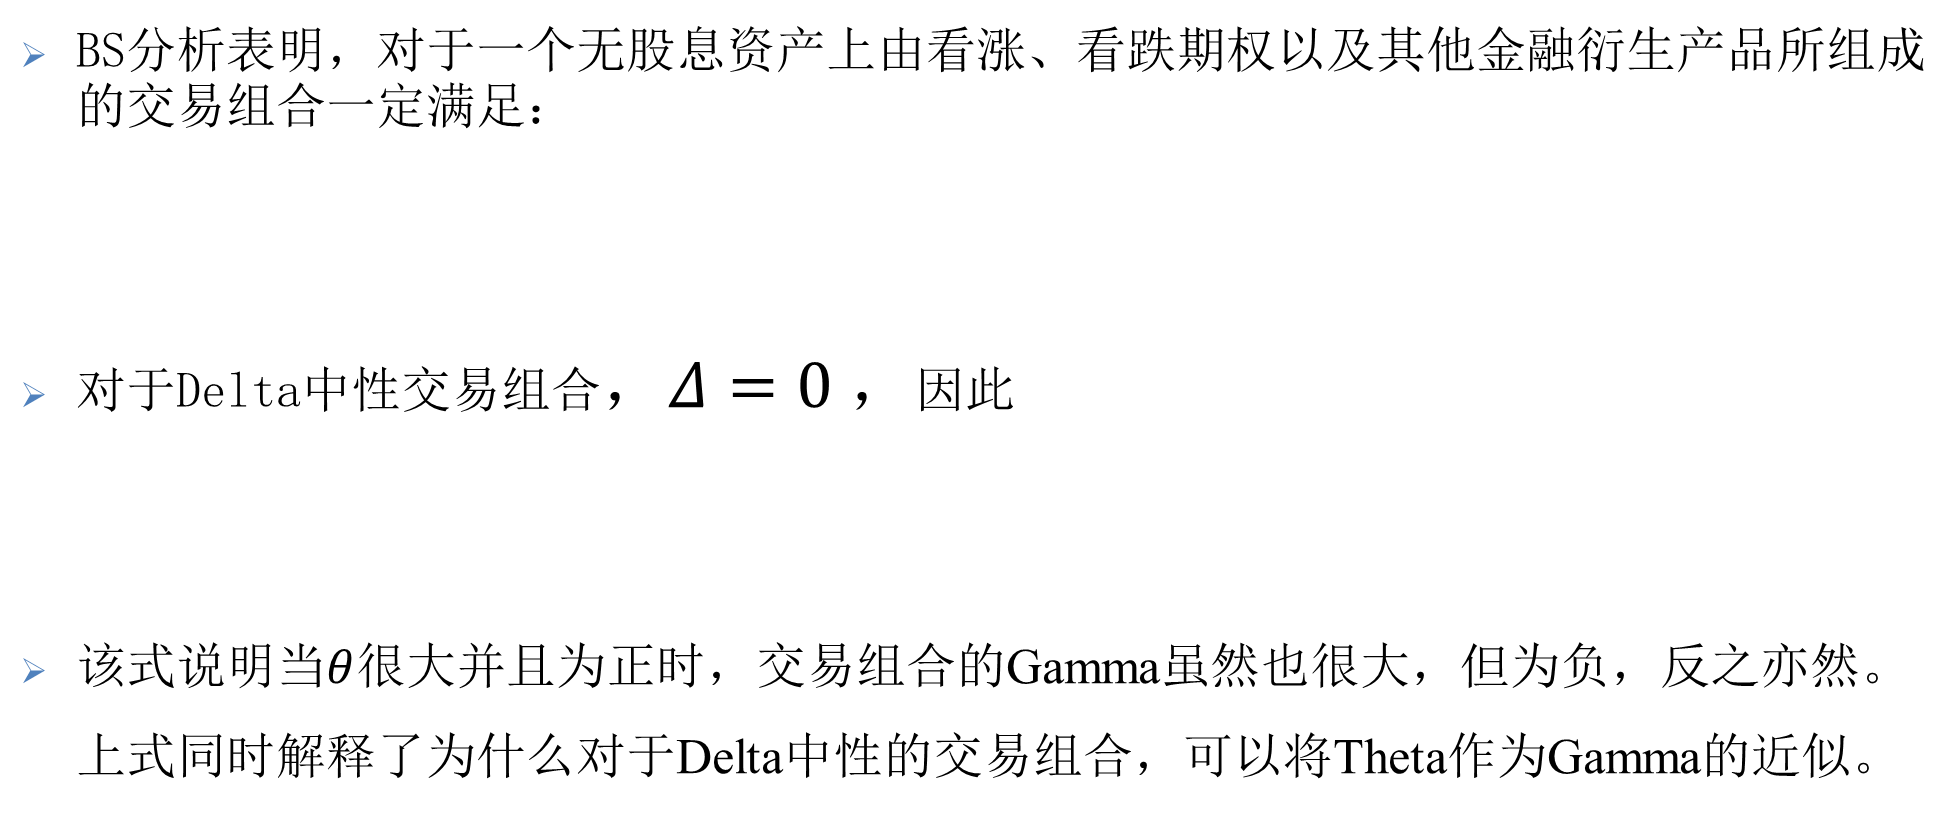 BS分析表明，对于一个无股息资产上由看涨、看跌期权以及其他金融衍生产品所组成
的交易组合一定满足：
对于Delta中性交易组合， Δ = 0 ， 因此
该式说明当θ很大并且为正时，交易组合的Gamma虽然也很大，但为负，反之亦然。
上式同时解释了为什么对于Delta中性的交易组合，可以将Theta作为Gamma的近似。